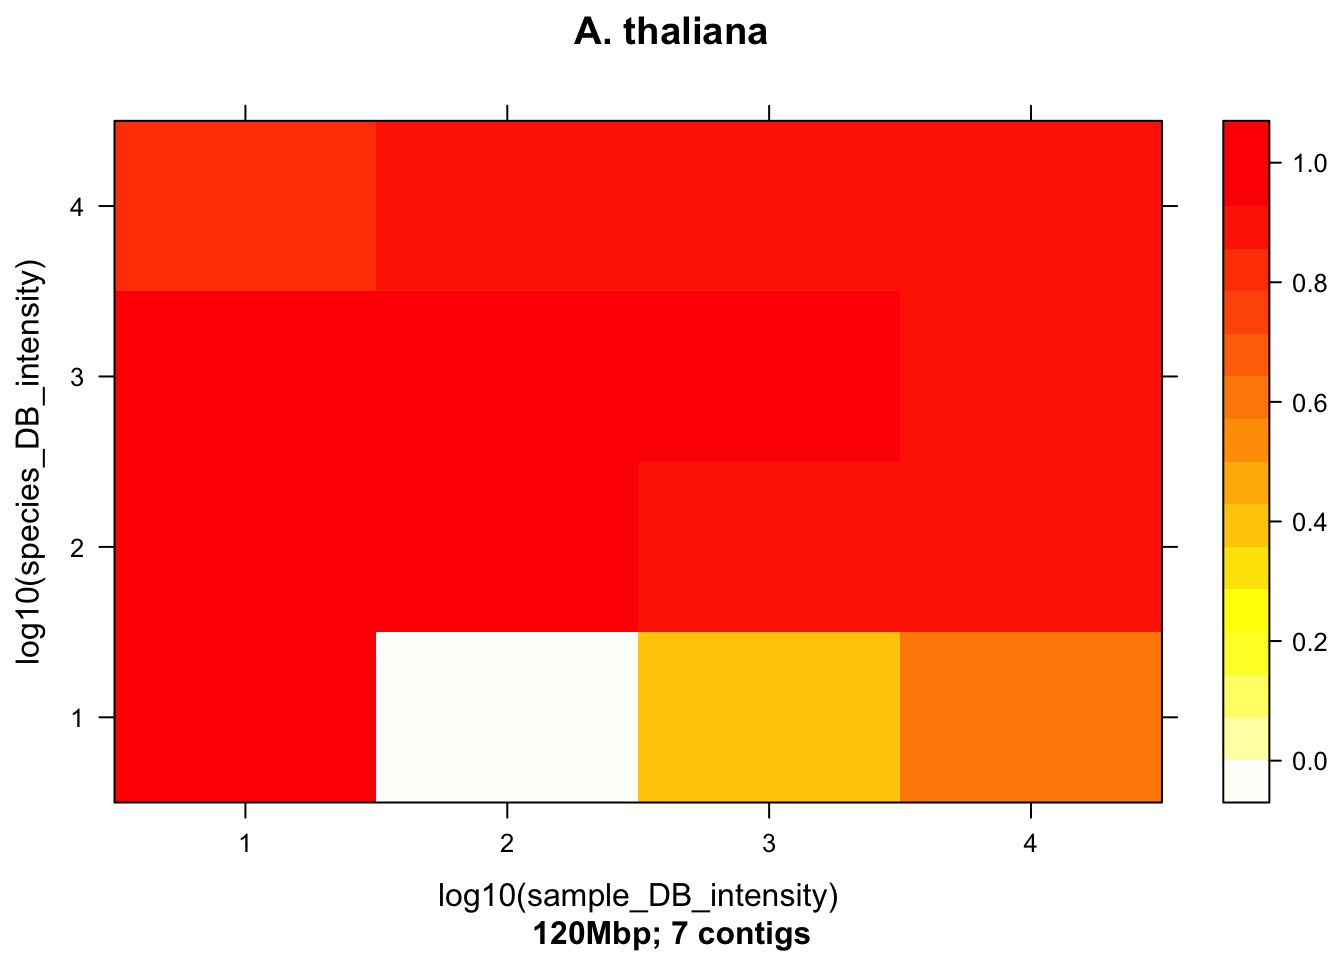 A. thaliana
4
3
2
1
log10(species_DB_intensity)
1 2 3 4
log10(sample_DB_intensity)
120Mbp; 7 contigs
1.0
0.8
0.6
0.4
0.2
0.0